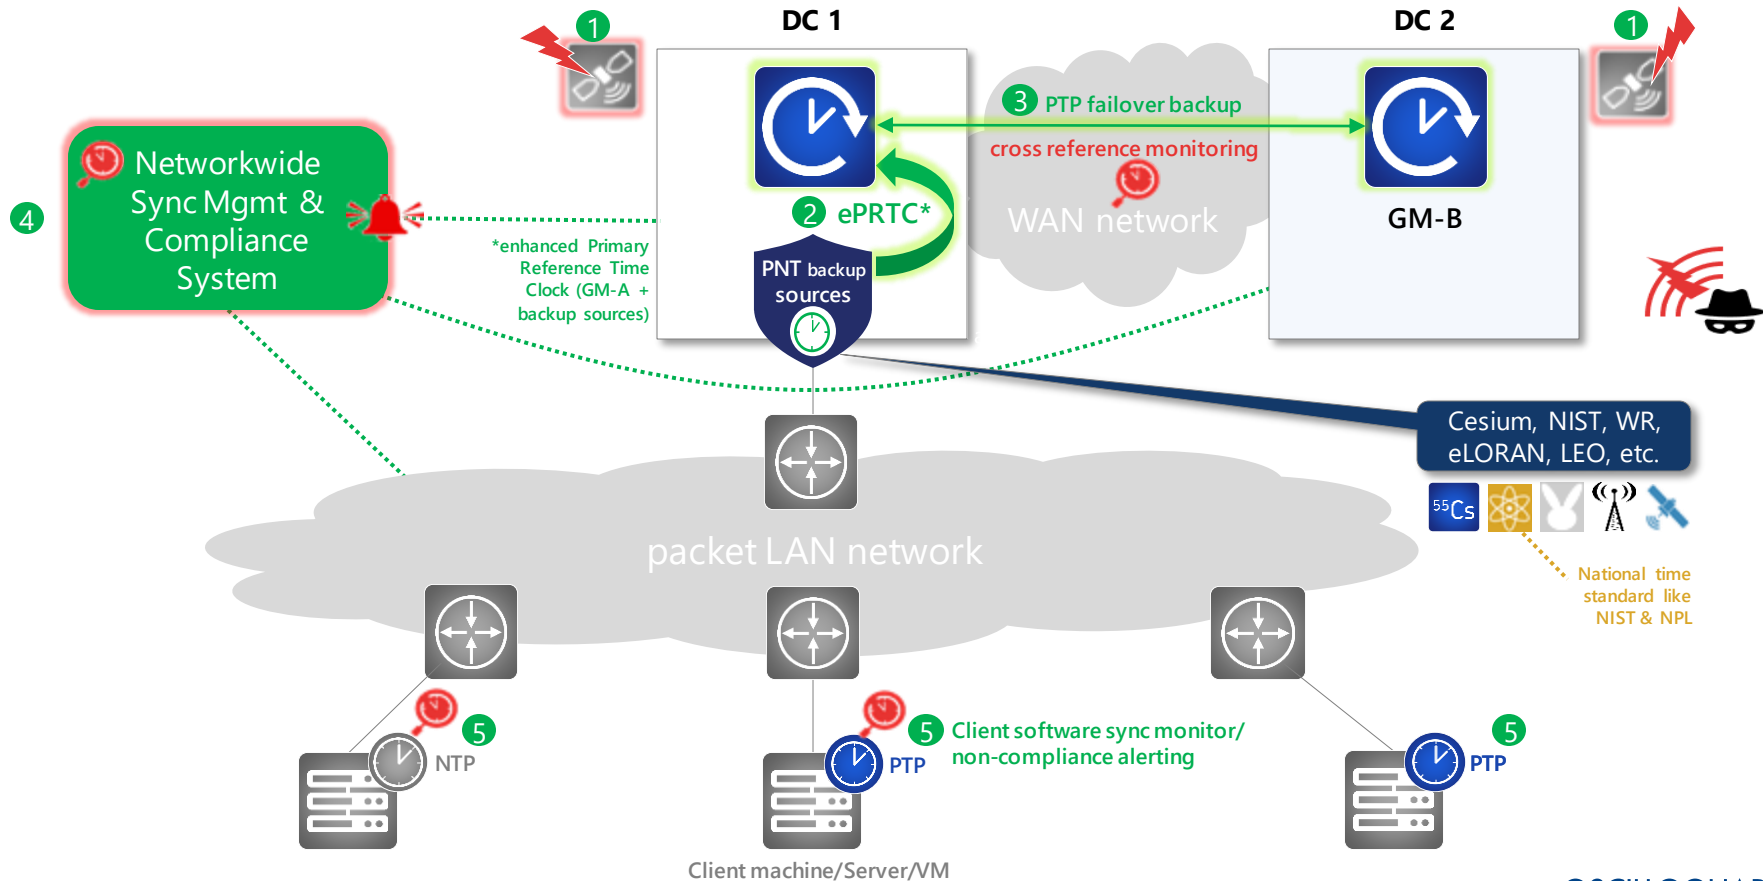 DC 1
DC 2
1
1
3 PTP failover backup
cross reference monitoring
WAN network
Networkwide
Sync Mgmt &
Compliance
System
4
2 ePRTC*
GM-B
*enhanced Primary
Reference Time
Clock (GM-A +
backup sources)
PNT backup
sources
Cesium, NIST, WR,
eLORAN, LEO, etc.
55Cs
National time
standard like
NIST & NPL
packet LAN network
5
NTP
5 Client software sync monitor/
non-compliance alerting
PTP
5
PTP
Client machine/Server/VM